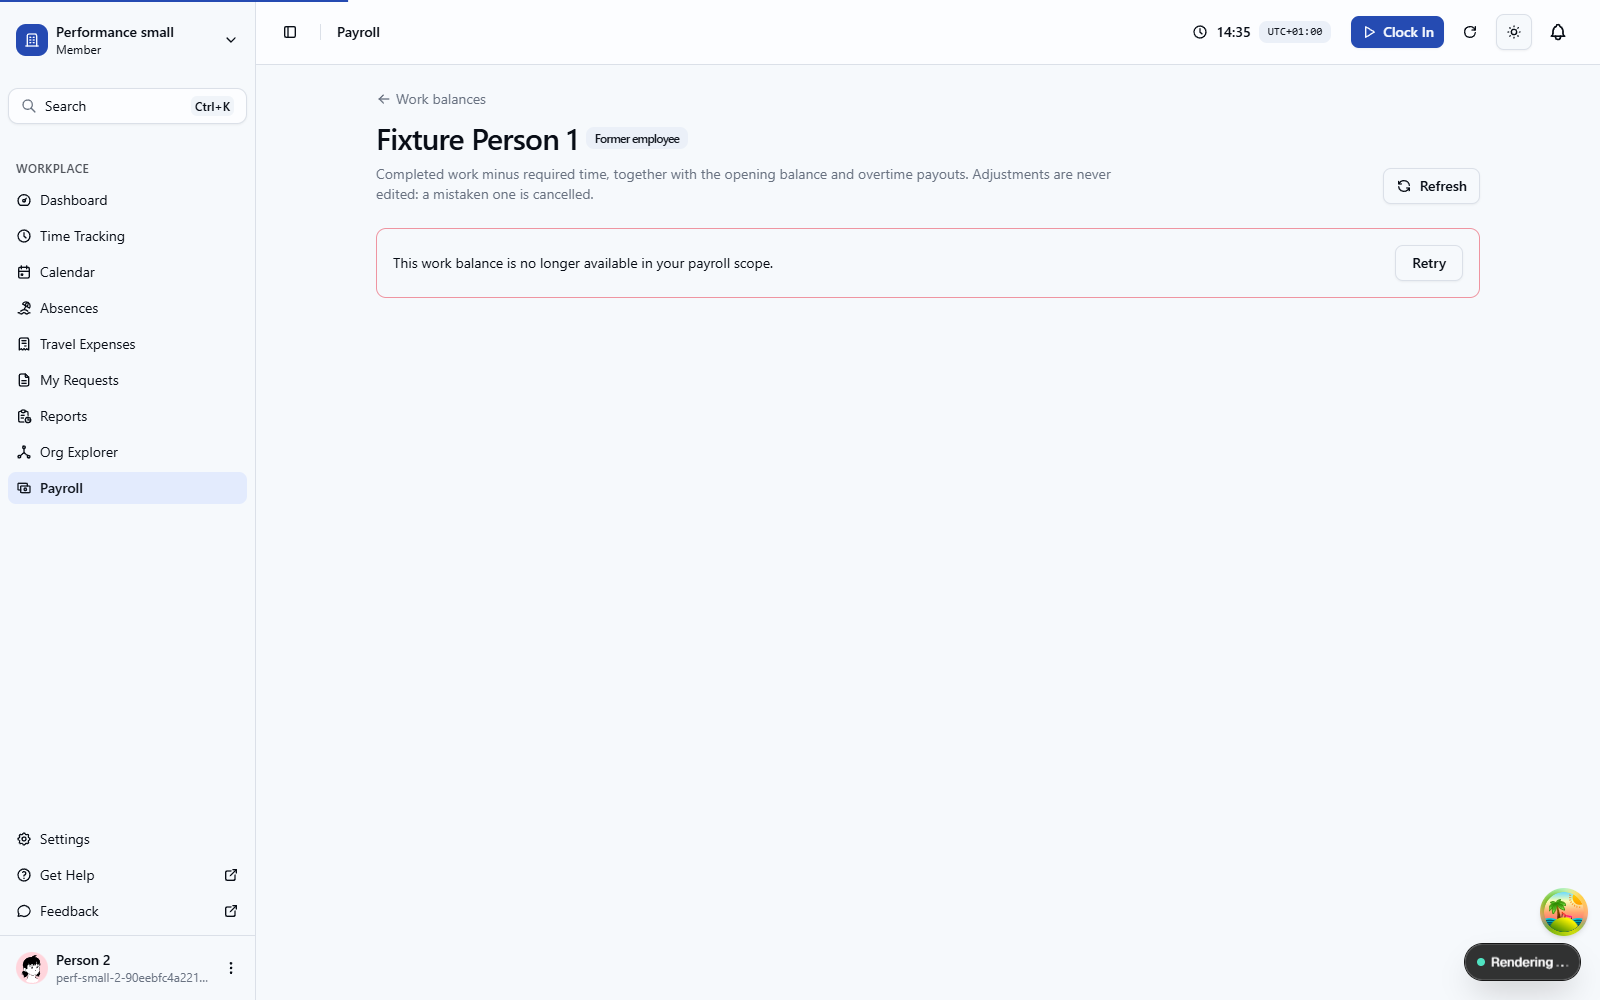 Performance small
Member
Search
Ctrl+K
WORKPLACE
Dashboard
Time Tracking
Calendar
Absences
Travel Expenses
My Requests
Reports
Org Explorer
Payroll
Settings
Get Help
Feedback
Person 2
perf-small-2-90eebfc4a221...
Payroll
14:35
UTC+01:00
Clock In
Work balances
Fixture Person 1
Former employee
Completed work minus required time, together with the opening balance and overtime payouts. Adjustments are never
edited: a mistaken one is cancelled.
Refresh
This work balance is no longer available in your payroll scope.
Retry
Rendering ...